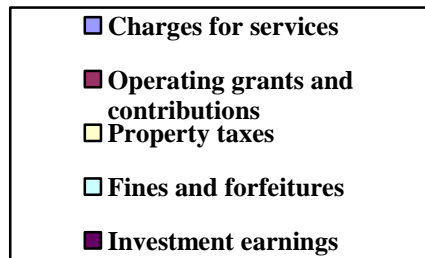 Charges for services
Operating grants and
contributions
Property taxes
Fines and forfeitures
Investment earnings